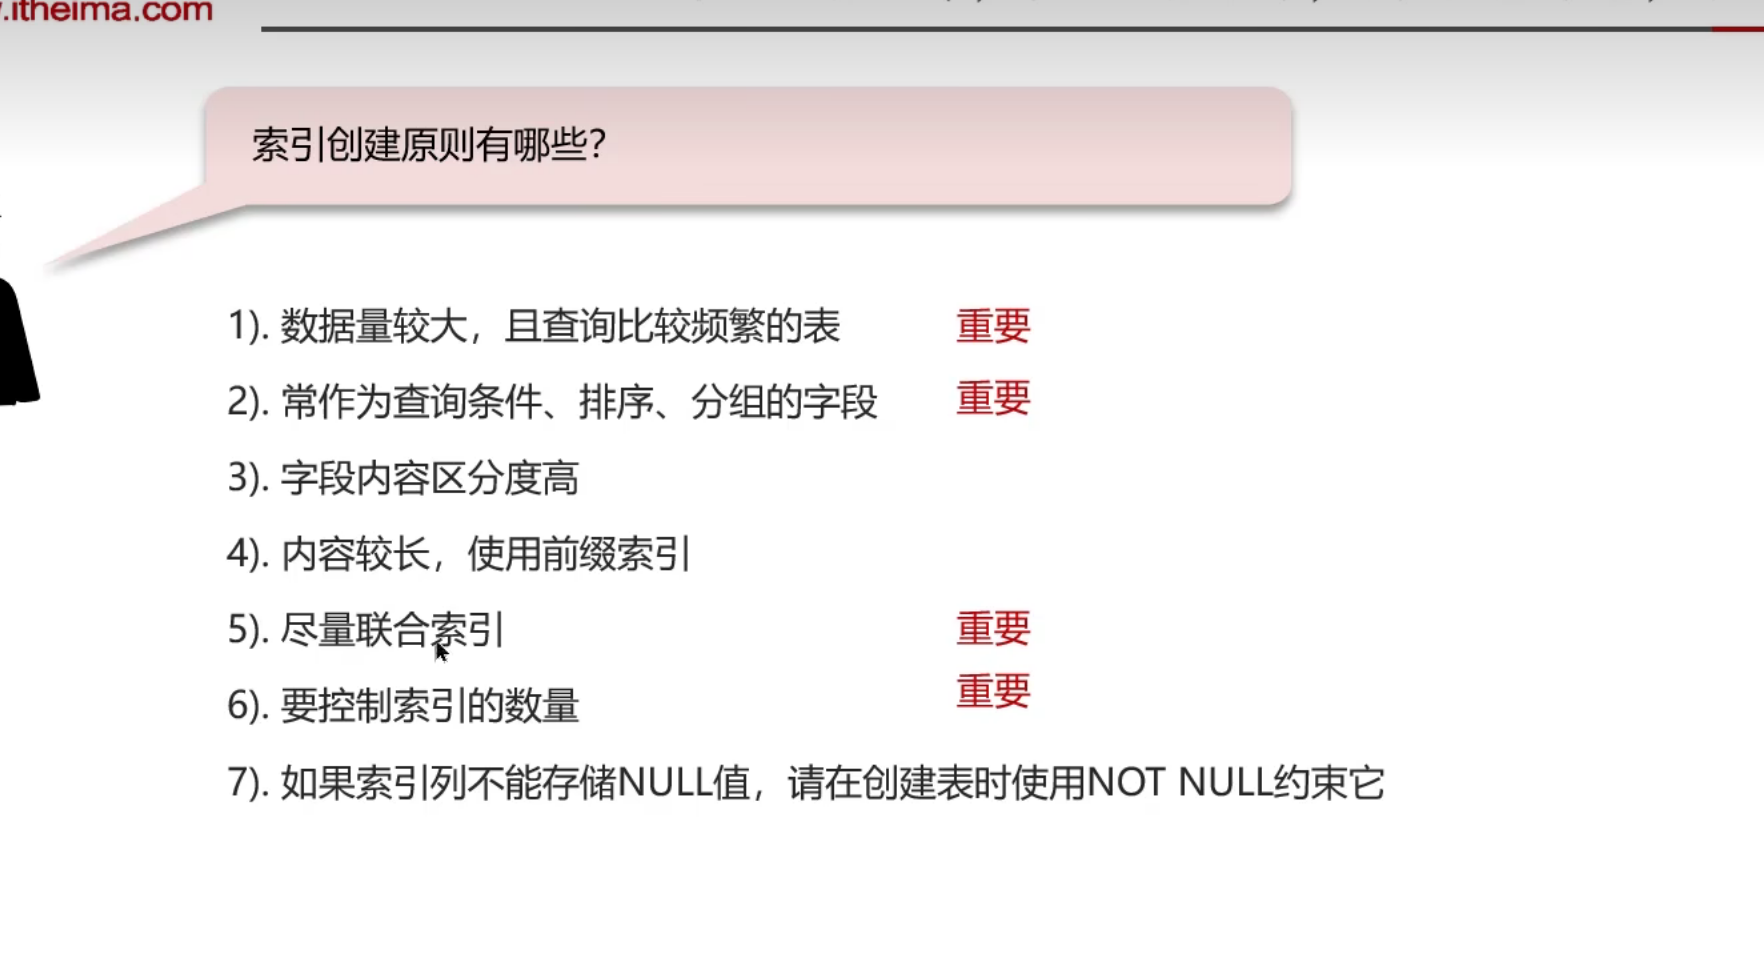 .itheima.com
索引创建原则有哪些?
1). 数据量较大，且查询比较频繁的表 重要
2). 常作为查询条件、排序、分组的字段 重要
3). 字段内容区分度高
4). 内容较长，使用前缀索引
5). 尽量联合索引 重要
6). 要控制索引的数量 重要
7). 如果索引列不能存储NULL值，请在创建表时使用NOT NULL约束它